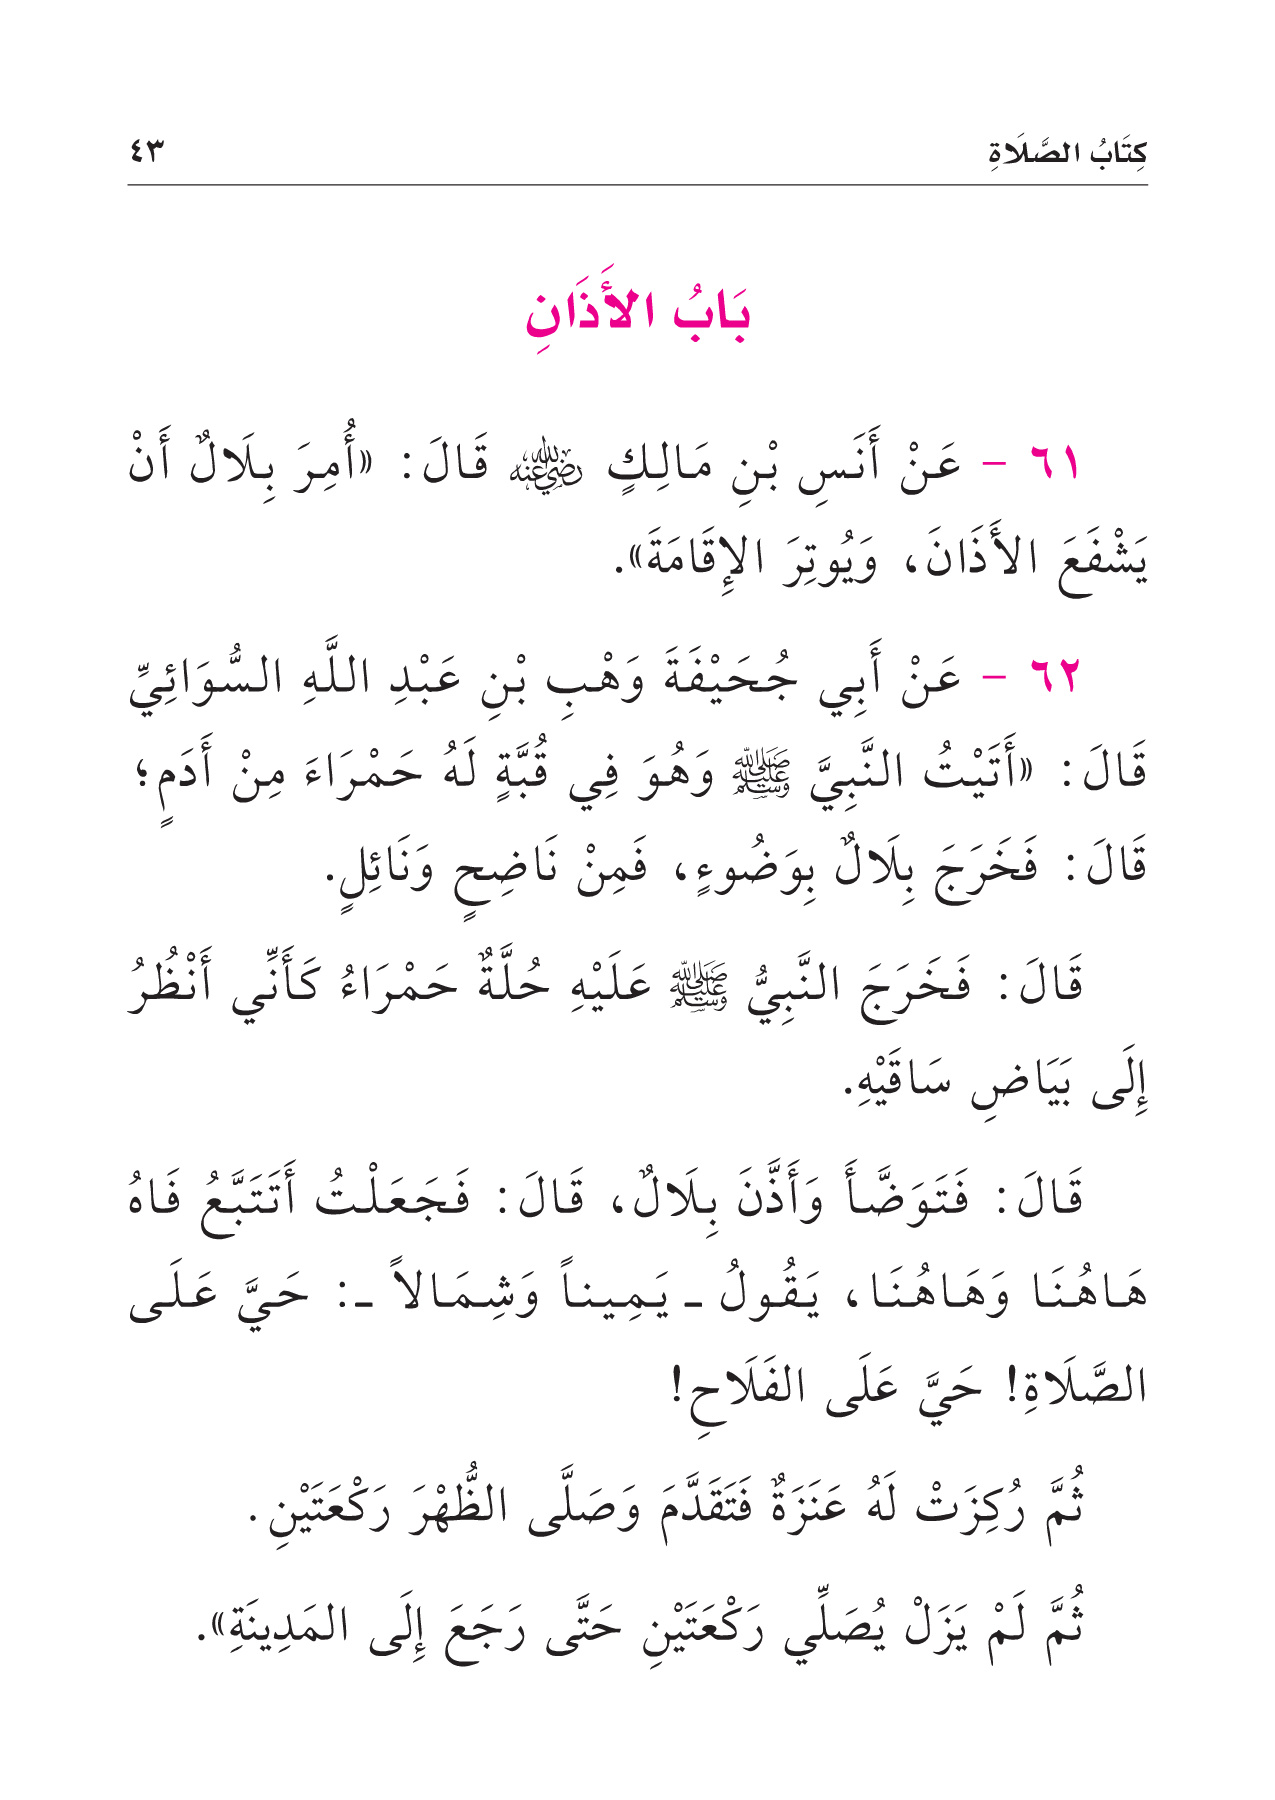 كِتَابُ الصَّلَاةِ ٤٣
بَابُ الأَذَانِ
٦١ - عَنْ أَنَسِ بْنِ مَالِكٍ رضي الله عنه قَالَ: «أُمِرَ بِلَالٌ أَنْ
يَشْفَعَ الأَذَانَ، وَيُوتِرَ الإِقَامَةَ».
٦٢ - عَنْ أَبِي جُحَيْفَةَ وَهْبِ بْنِ عَبْدِ اللَّهِ السُّوَائِيِّ
قَالَ: «أَتَيْتُ النَّبِيَّ ﷺ وَهُوَ فِي قُبَّةٍ لَهُ حَمْرَاءَ مِنْ أَدَمٍ؛
قَالَ: فَخَرَجَ بِلَالٌ بِوَضُوءٍ، فَمِنْ نَاضِحٍ وَنَائِلٍ.
قَالَ: فَخَرَجَ النَّبِيُّ ﷺ عَلَيْهِ حُلَّةٌ حَمْرَاءُ كَأَنِّي أَنْظُرُ
إِلَى بَيَاضِ سَاقَيْهِ.
قَالَ: فَتَوَضَّأَ وَأَذَّنَ بِلَالٌ، قَالَ: فَجَعَلْتُ أَتَتَبَّعُ فَاهُ
هَاهُنَا وَهَاهُنَا، يَقُولُ ـ يَمِيناً وَشِمَالاً ـ: حَيَّ عَلَى
الصَّلَاةِ! حَيَّ عَلَى الفَلَاحِ!
ثُمَّ رُكِزَتْ لَهُ عَنَزَةٌ فَتَقَدَّمَ وَصَلَّى الظُّهْرَ رَكْعَتَيْنِ.
ثُمَّ لَمْ يَزَلْ يُصَلِّي رَكْعَتَيْنِ حَتَّى رَجَعَ إِلَى المَدِينَةِ».